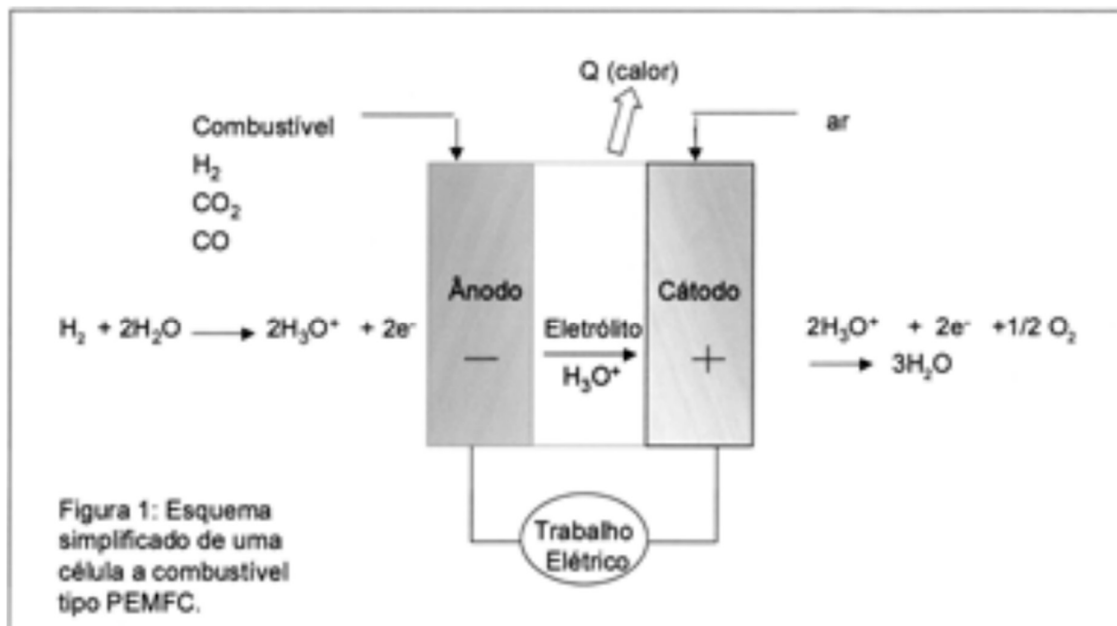 Q (calor)
Combustível
ar
H₂
CO₂
CO
Ânodo
Cátodo
H₂ + 2H₂O ⟶ 2H₃O⁺ + 2e⁻
Eletrólito
2H₃O⁺ + 2e⁻ +1/2 O₂
— 
H₃O⁺
+
⟶ 3H₂O
Figura 1: Esquema
simplificado de uma
célula a combustível
tipo PEMFC.
Trabalho
Elétrico